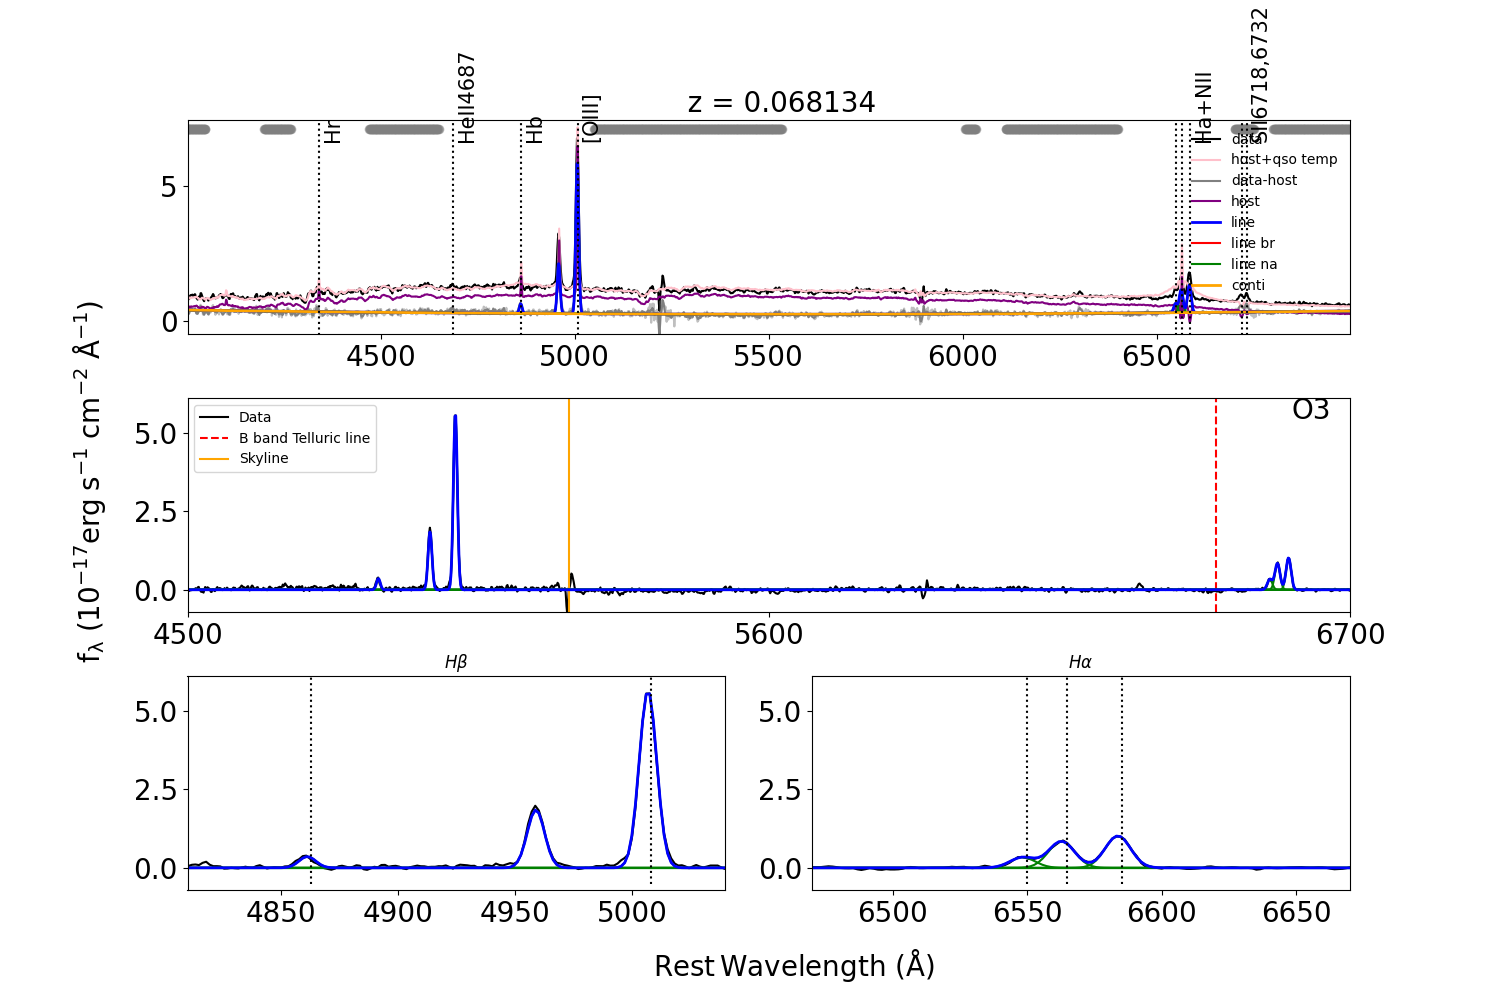 z = 0.068134
Hr
HeII4687
Hb
[OIII]
Ha+NII
SII6718,6732
data
host+qso temp
data-host
host
line
line br
line na
conti
5
0
4500
5000
5500
6000
6500
O3
Data
B band Telluric line
Skyline
5.0
2.5
0.0
4500
5600
6700
fλ (10−17erg s−1 cm−2 Å−1)
Hβ
5.0
2.5
0.0
4850
4900
4950
5000
Hα
5.0
2.5
0.0
6500
6550
6600
6650
Rest Wavelength (Å)